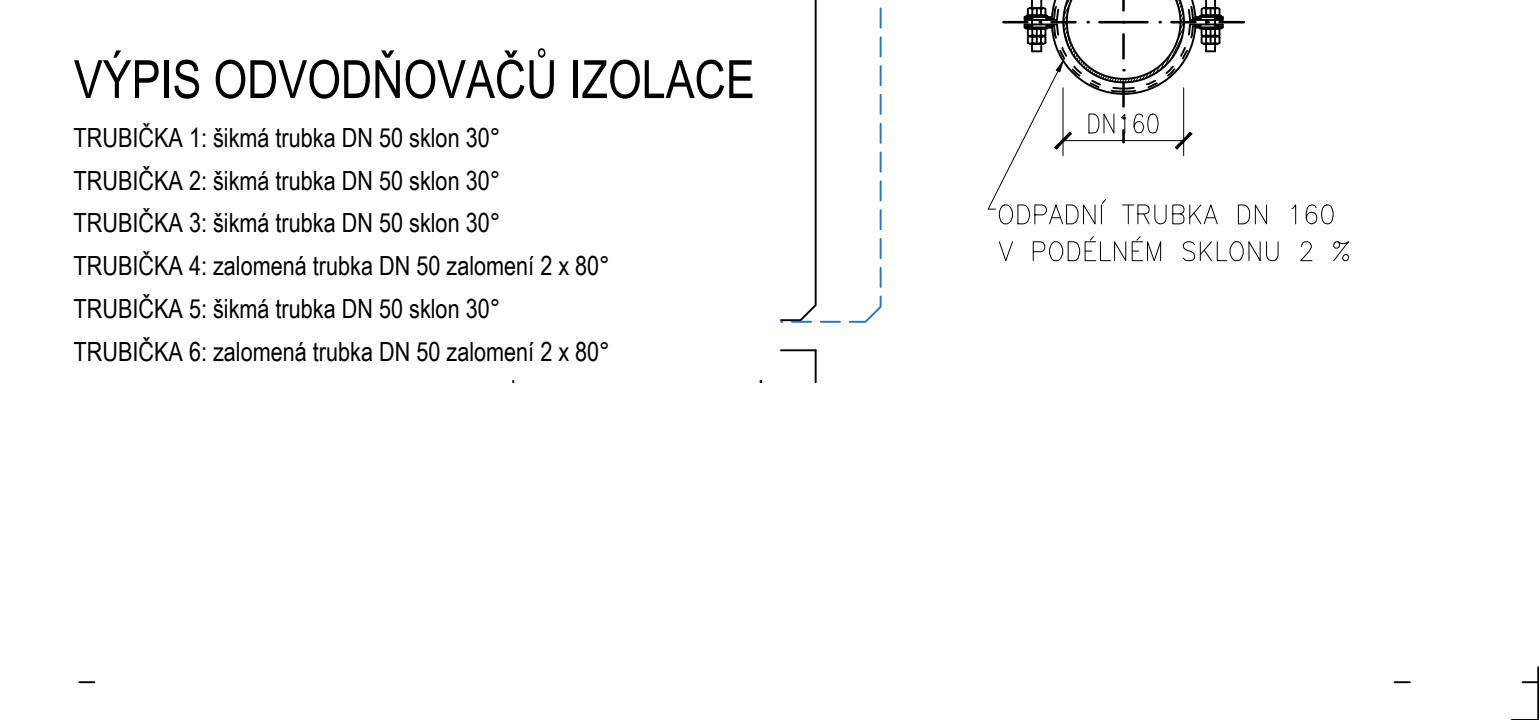 VÝPIS ODVODŇOVAČŮ IZOLACE
TRUBIČKA 1: šikmá trubka DN 50 sklon 30°
TRUBIČKA 2: šikmá trubka DN 50 sklon 30°
TRUBIČKA 3: šikmá trubka DN 50 sklon 30°
TRUBIČKA 4: zalomená trubka DN 50 zalomení 2 x 80°
TRUBIČKA 5: šikmá trubka DN 50 sklon 30°
TRUBIČKA 6: zalomená trubka DN 50 zalomení 2 x 80°
DN160
ODPADNÍ TRUBKA DN 160
V PODÉLNÉM SKLONU 2 %